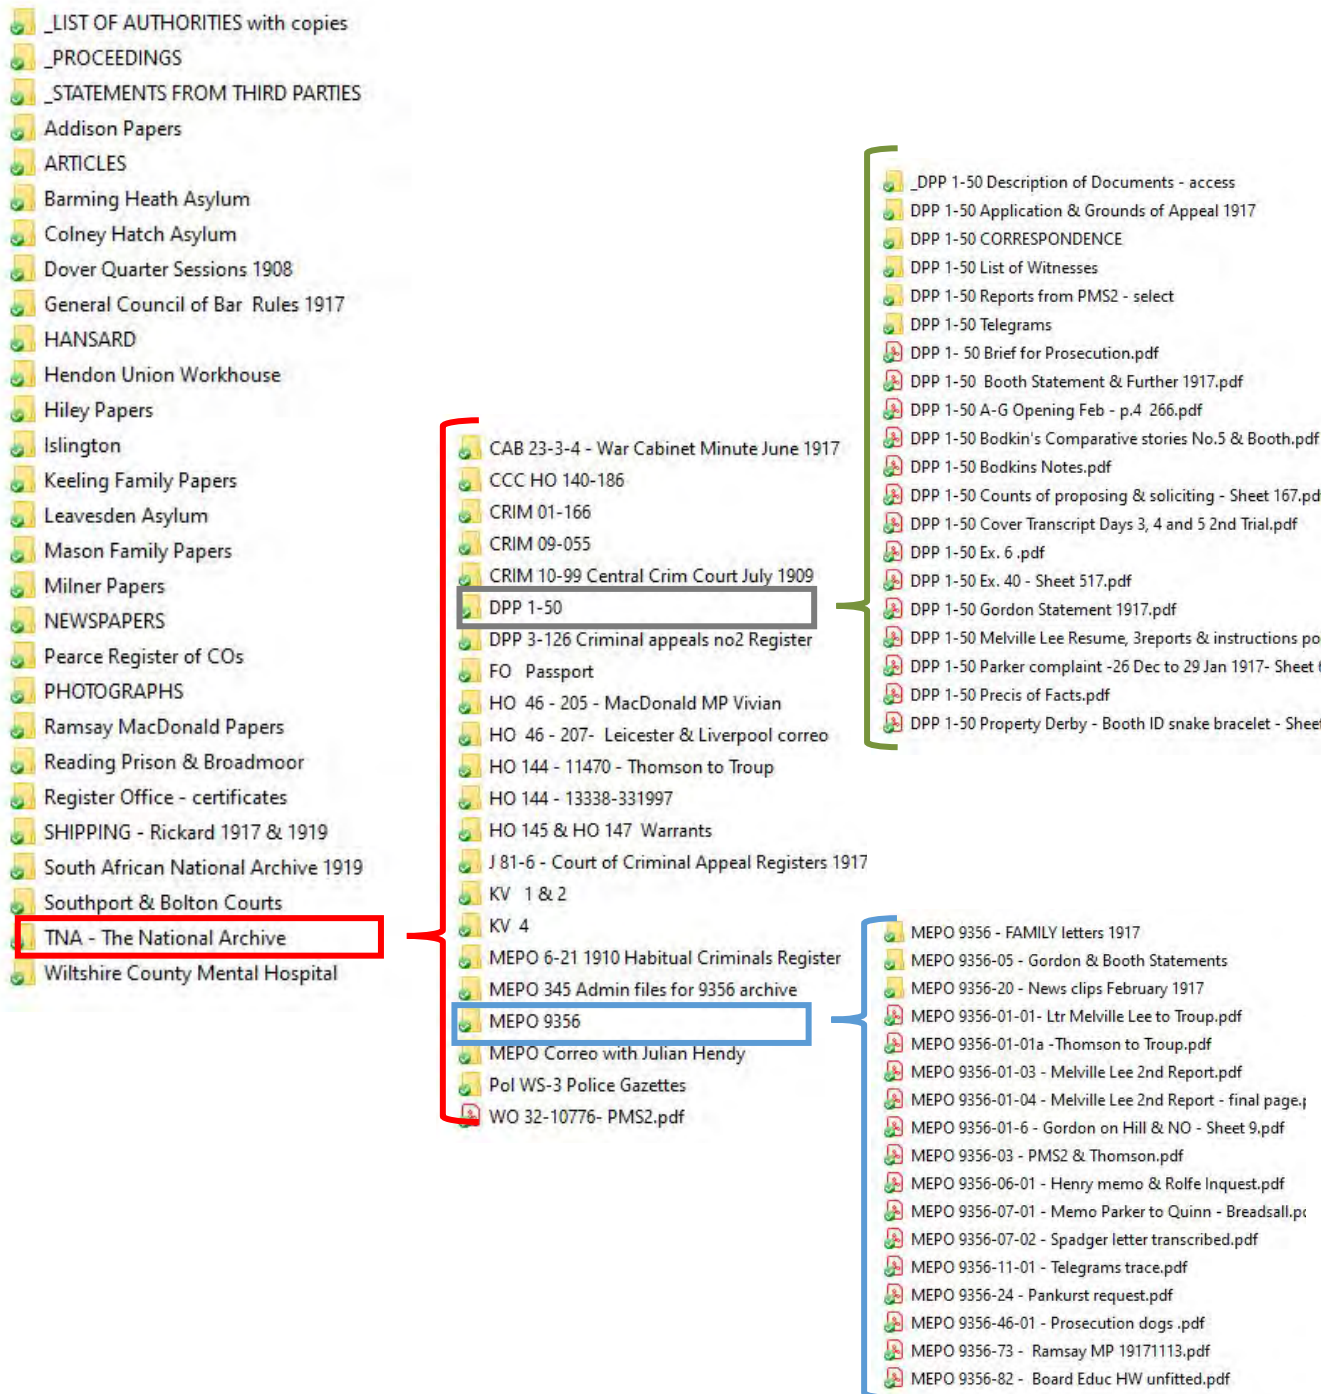 _LIST OF AUTHORITIES with copies
_PROCEEDINGS
_STATEMENTS FROM THIRD PARTIES
Addison Papers
ARTICLES
Barming Heath Asylum
Colney Hatch Asylum
Dover Quarter Sessions 1908
General Council of Bar Rules 1917
HANSARD
Hendon Union Workhouse
Hiley Papers
Islington
Keeling Family Papers
Leavesden Asylum
Mason Family Papers
Milner Papers
NEWSPAPERS
Pearce Register of COs
PHOTOGRAPHS
Ramsay MacDonald Papers
Reading Prison & Broadmoor
Register Office - certificates
SHIPPING - Rickard 1917 & 1919
South African National Archive 1919
Southport & Bolton Courts
TNA - The National Archive
Wiltshire County Mental Hospital
CAB 23-3-4 - War Cabinet Minute June 1917
CCC HO 140-186
CRIM 01-166
CRIM 09-055
CRIM 10-99 Central Crim Court July 1909
DPP 1-50
DPP 3-126 Criminal appeals no2 Register
FO Passport
HO 46 - 205 - MacDonald MP Vivian
HO 46 - 207- Leicester & Liverpool correo
HO 144 - 11470 - Thomson to Troup
HO 144 - 13338-331997
HO 145 & HO 147 Warrants
J 81-6 - Court of Criminal Appeal Registers 1917
KV 1 & 2
KV 4
MEPO 6-21 1910 Habitual Criminals Register
MEPO 345 Admin files for 9356 archive
MEPO 9356
MEPO Correo with Julian Hendy
Pol WS-3 Police Gazettes
WO 32-10776- PMS2.pdf
_DPP 1-50 Description of Documents - access
DPP 1-50 Application & Grounds of Appeal 1917
DPP 1-50 CORRESPONDENCE
DPP 1-50 List of Witnesses
DPP 1-50 Reports from PMS2 - select
DPP 1-50 Telegrams
DPP 1- 50 Brief for Prosecution.pdf
DPP 1-50 Booth Statement & Further 1917.pdf
DPP 1-50 A-G Opening Feb - p.4 266.pdf
DPP 1-50 Bodkin's Comparative stories No.5 & Booth.pdf
DPP 1-50 Bodkins Notes.pdf
DPP 1-50 Counts of proposing & soliciting - Sheet 167.pd
DPP 1-50 Cover Transcript Days 3, 4 and 5 2nd Trial.pdf
DPP 1-50 Ex. 6 .pdf
DPP 1-50 Ex. 40 - Sheet 517.pdf
DPP 1-50 Gordon Statement 1917.pdf
DPP 1-50 Melville Lee Resume, 3reports & instructions po
DPP 1-50 Parker complaint -26 Dec to 29 Jan 1917- Sheet 6
DPP 1-50 Precis of Facts.pdf
DPP 1-50 Property Derby - Booth ID snake bracelet - Sheet
MEPO 9356 - FAMILY letters 1917
MEPO 9356-05 - Gordon & Booth Statements
MEPO 9356-20 - News clips February 1917
MEPO 9356-01-01- Ltr Melville Lee to Troup.pdf
MEPO 9356-01-01a -Thomson to Troup.pdf
MEPO 9356-01-03 - Melville Lee 2nd Report.pdf
MEPO 9356-01-04 - Melville Lee 2nd Report - final page.p
MEPO 9356-01-6 - Gordon on Hill & NO - Sheet 9.pdf
MEPO 9356-03 - PMS2 & Thomson.pdf
MEPO 9356-06-01 - Henry memo & Rolfe Inquest.pdf
MEPO 9356-07-01 - Memo Parker to Quinn - Breadsall.pd
MEPO 9356-07-02 - Spadger letter transcribed.pdf
MEPO 9356-11-01 - Telegrams trace.pdf
MEPO 9356-24 - Pankurst request.pdf
MEPO 9356-46-01 - Prosecution dogs .pdf
MEPO 9356-73 - Ramsay MP 19171113.pdf
MEPO 9356-82 - Board Educ HW unfitted.pdf